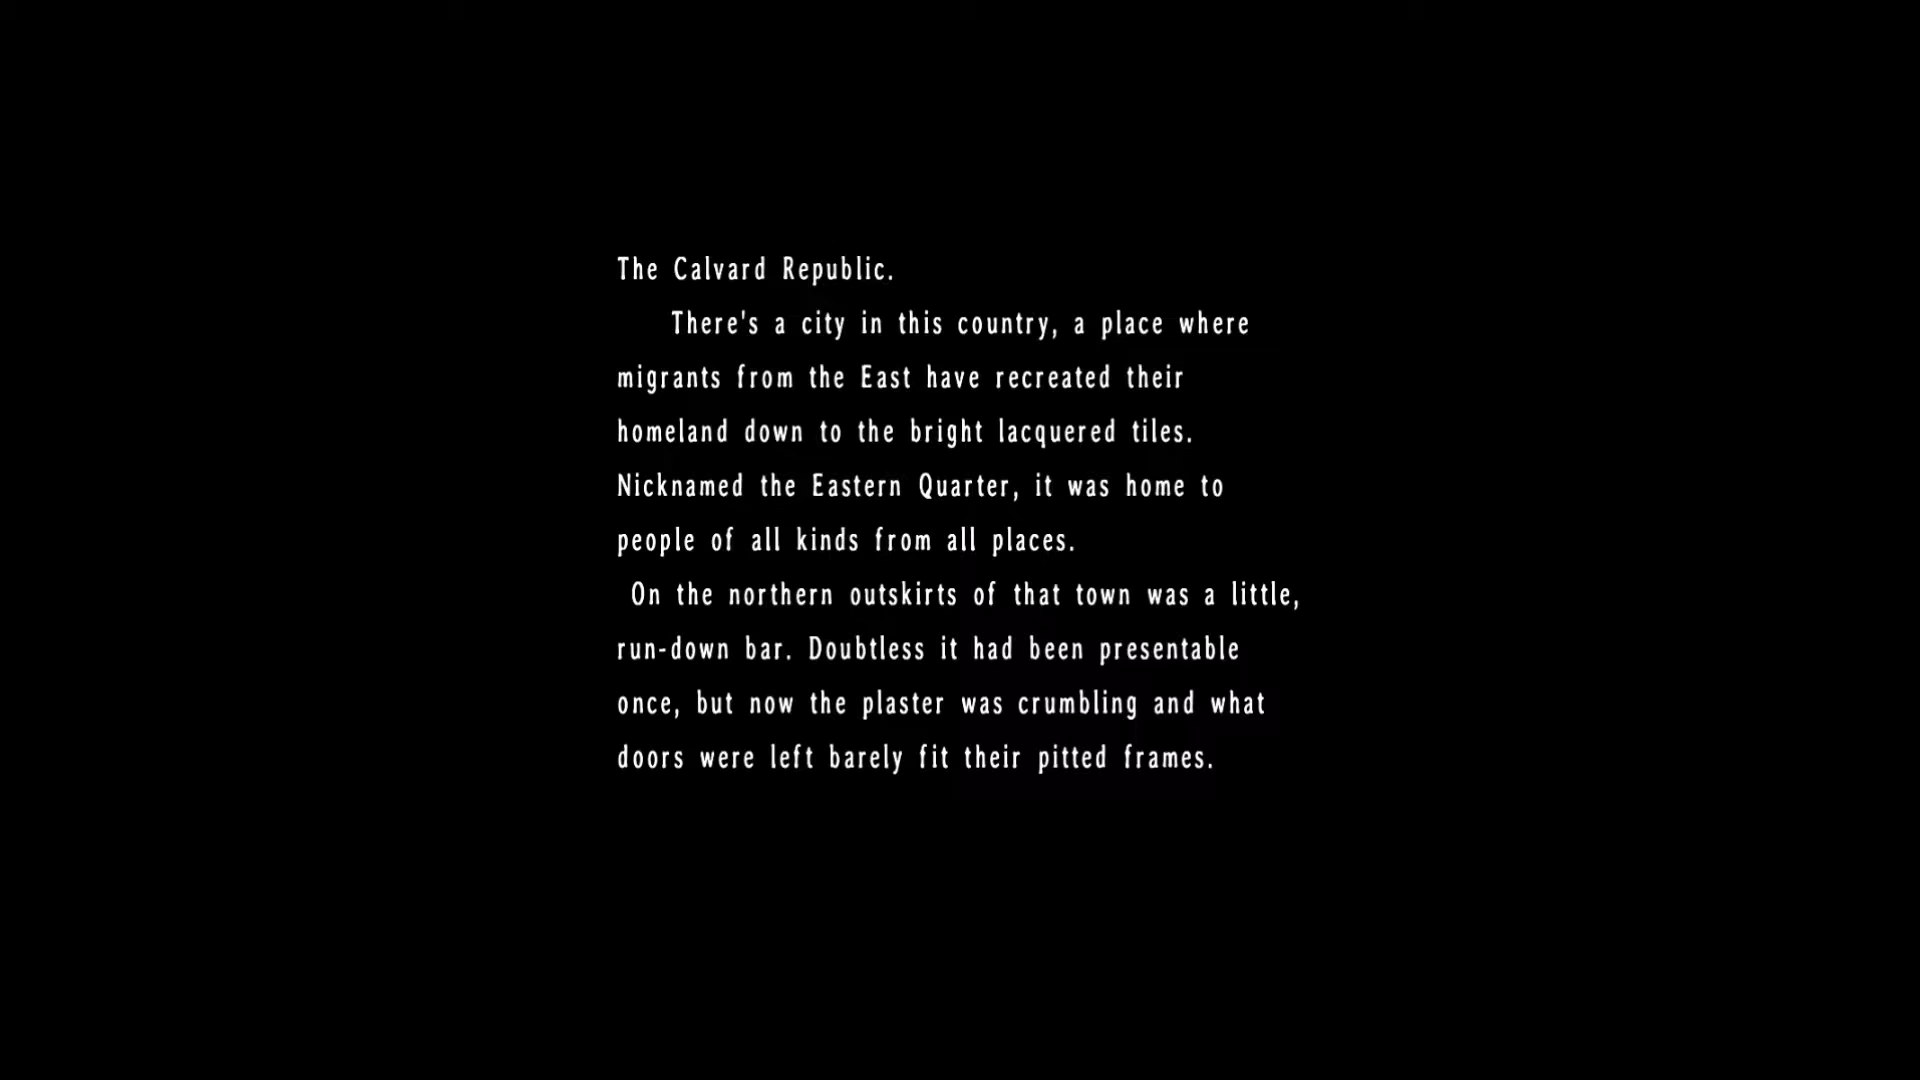 The Calvard Republic.
There's a city in this country, a place where
migrants from the East have recreated their
homeland down to the bright lacquered tiles.
Nicknamed the Eastern Quarter, it was home to
people of all kinds from all places.
On the northern outskirts of that town was a little,
run-down bar. Doubtless it had been presentable
once, but now the plaster was crumbling and what
doors were left barely fit their pitted frames.